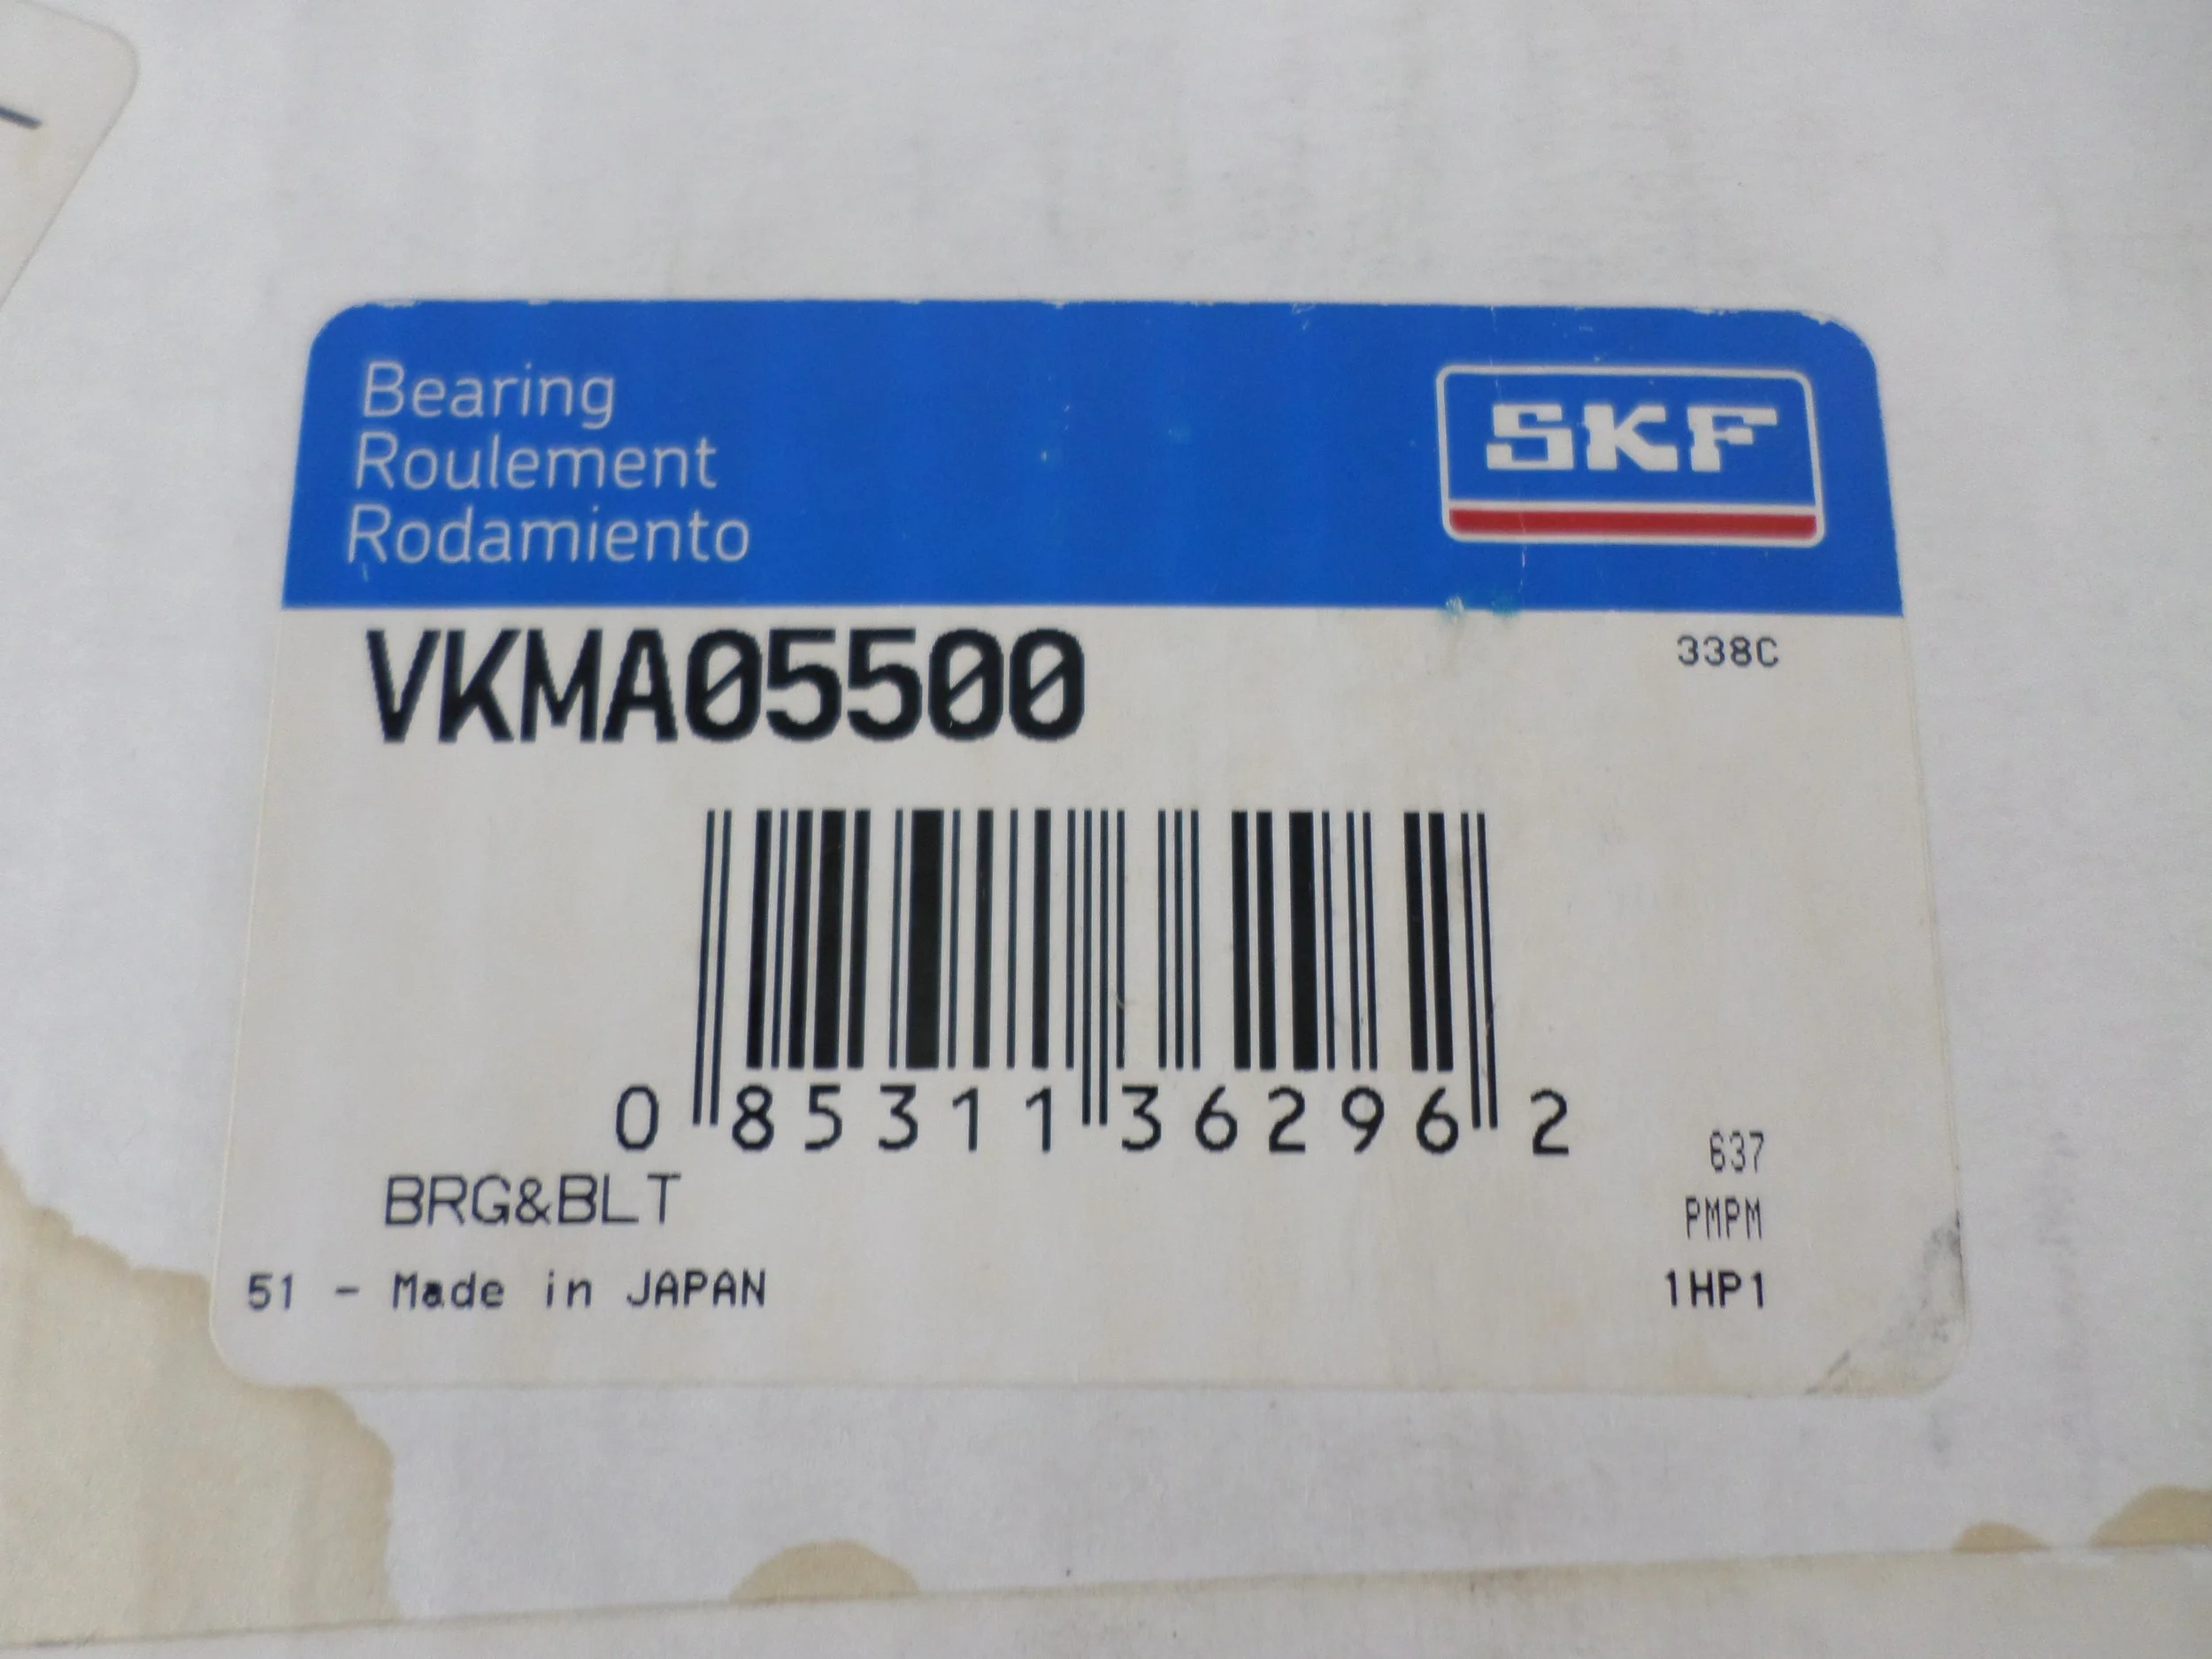 Bearing
Roulement
Rodamiento
SKF
VKMA05500
338C
0 85311 36296 2
637
BRG&BLT
PMPM
51 - Made in JAPAN
1HP1